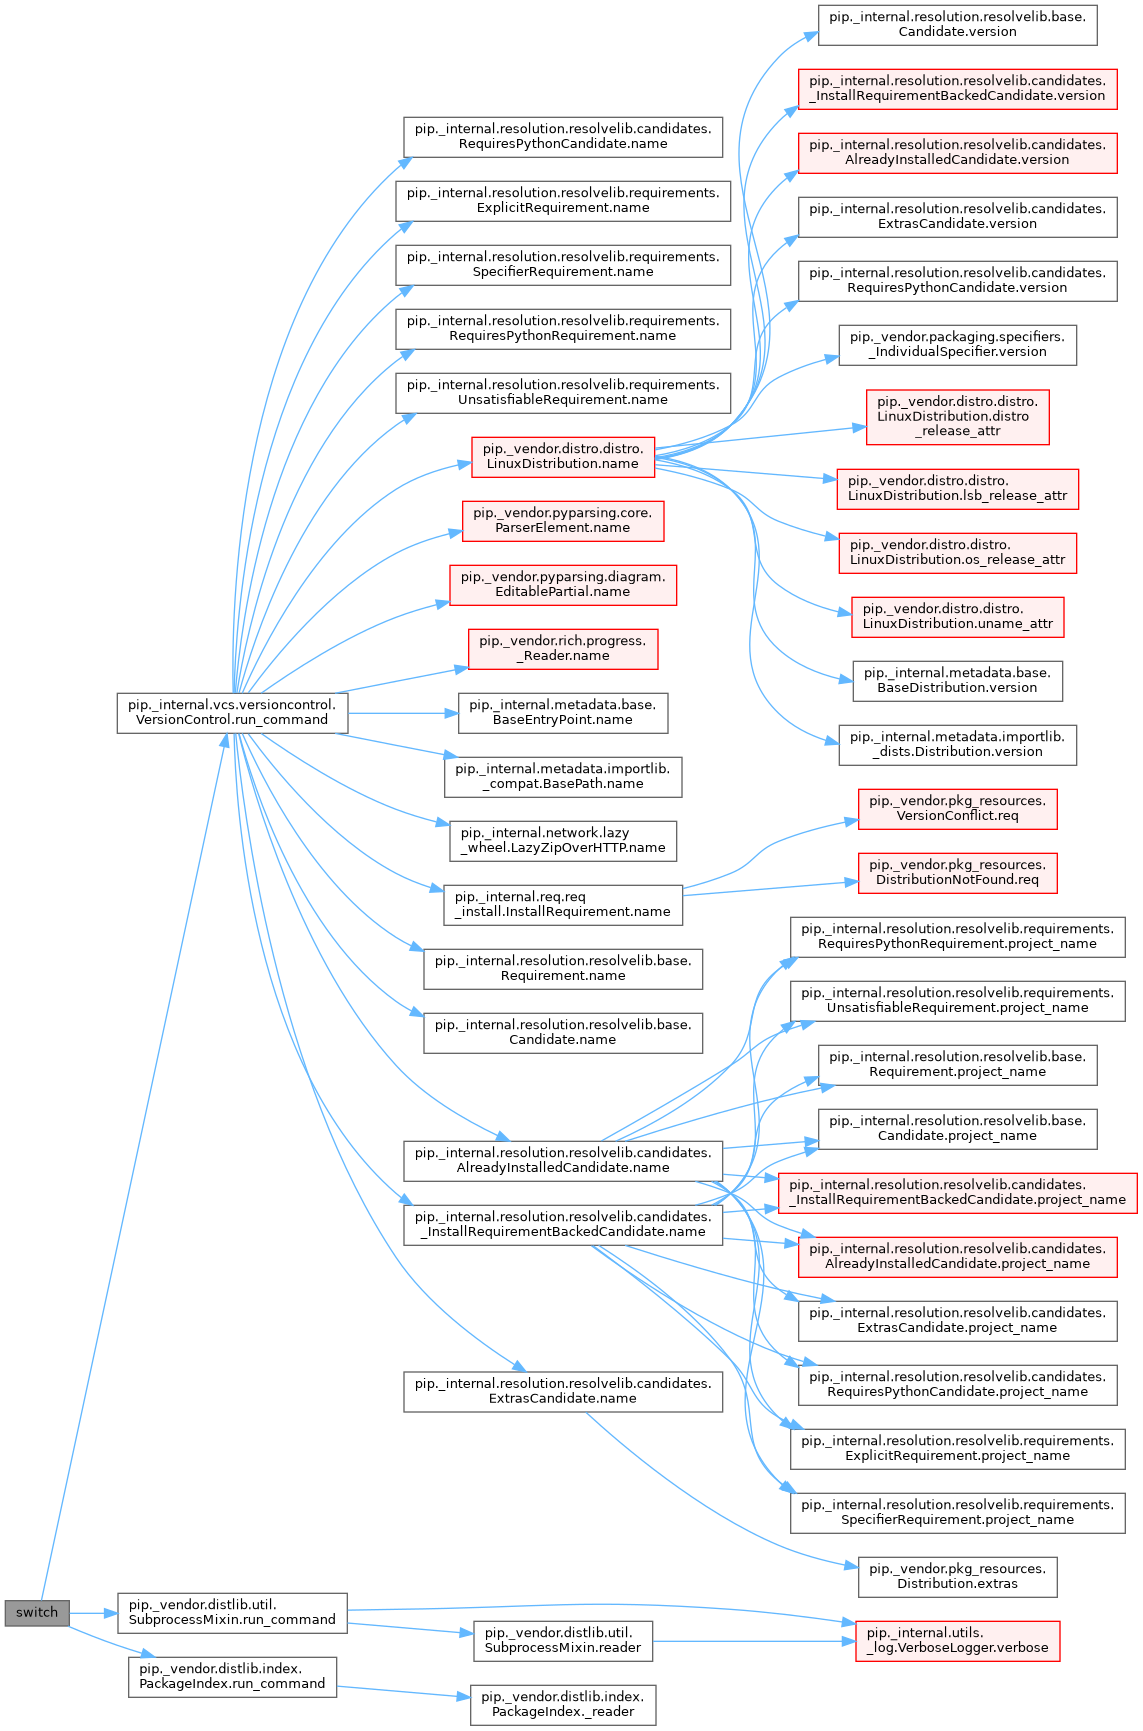 switch
pip._internal.vcs.versioncontrol.
VersionControl.run_command
pip._vendor.distlib.util.
SubprocessMixin.run_command
pip._vendor.distlib.index.
PackageIndex.run_command
pip._internal.resolution.resolvelib.candidates.
RequiresPythonCandidate.name
pip._internal.resolution.resolvelib.requirements.
ExplicitRequirement.name
pip._internal.resolution.resolvelib.requirements.
SpecifierRequirement.name
pip._internal.resolution.resolvelib.requirements.
RequiresPythonRequirement.name
pip._internal.resolution.resolvelib.requirements.
UnsatisfiableRequirement.name
pip._vendor.distro.distro.
LinuxDistribution.name
pip._vendor.pyparsing.core.
ParserElement.name
pip._vendor.pyparsing.diagram.
EditablePartial.name
pip._vendor.rich.progress.
_Reader.name
pip._internal.metadata.base.
BaseEntryPoint.name
pip._internal.metadata.importlib.
_compat.BasePath.name
pip._internal.network.lazy
_wheel.LazyZipOverHTTP.name
pip._internal.req.req
_install.InstallRequirement.name
pip._internal.resolution.resolvelib.base.
Requirement.name
pip._internal.resolution.resolvelib.base.
Candidate.name
pip._internal.resolution.resolvelib.candidates.
AlreadyInstalledCandidate.name
pip._internal.resolution.resolvelib.candidates.
_InstallRequirementBackedCandidate.name
pip._internal.resolution.resolvelib.candidates.
ExtrasCandidate.name
pip._vendor.distlib.util.
SubprocessMixin.reader
pip._vendor.distlib.index.
PackageIndex._reader
pip._internal.resolution.resolvelib.base.
Candidate.version
pip._internal.resolution.resolvelib.candidates.
_InstallRequirementBackedCandidate.version
pip._internal.resolution.resolvelib.candidates.
AlreadyInstalledCandidate.version
pip._internal.resolution.resolvelib.candidates.
ExtrasCandidate.version
pip._internal.resolution.resolvelib.candidates.
RequiresPythonCandidate.version
pip._vendor.packaging.specifiers.
_IndividualSpecifier.version
pip._vendor.distro.distro.
LinuxDistribution.distro
_release_attr
pip._vendor.distro.distro.
LinuxDistribution.lsb_release_attr
pip._vendor.distro.distro.
LinuxDistribution.os_release_attr
pip._vendor.distro.distro.
LinuxDistribution.uname_attr
pip._internal.metadata.base.
BaseDistribution.version
pip._internal.metadata.importlib.
_dists.Distribution.version
pip._vendor.pkg_resources.
VersionConflict.req
pip._vendor.pkg_resources.
DistributionNotFound.req
pip._internal.resolution.resolvelib.requirements.
RequiresPythonRequirement.project_name
pip._internal.resolution.resolvelib.requirements.
UnsatisfiableRequirement.project_name
pip._internal.resolution.resolvelib.base.
Requirement.project_name
pip._internal.resolution.resolvelib.base.
Candidate.project_name
pip._internal.resolution.resolvelib.candidates.
_InstallRequirementBackedCandidate.project_name
pip._internal.resolution.resolvelib.candidates.
AlreadyInstalledCandidate.project_name
pip._internal.resolution.resolvelib.candidates.
ExtrasCandidate.project_name
pip._internal.resolution.resolvelib.candidates.
RequiresPythonCandidate.project_name
pip._internal.resolution.resolvelib.requirements.
ExplicitRequirement.project_name
pip._internal.resolution.resolvelib.requirements.
SpecifierRequirement.project_name
pip._vendor.pkg_resources.
Distribution.extras
pip._internal.utils.
_log.VerboseLogger.verbose